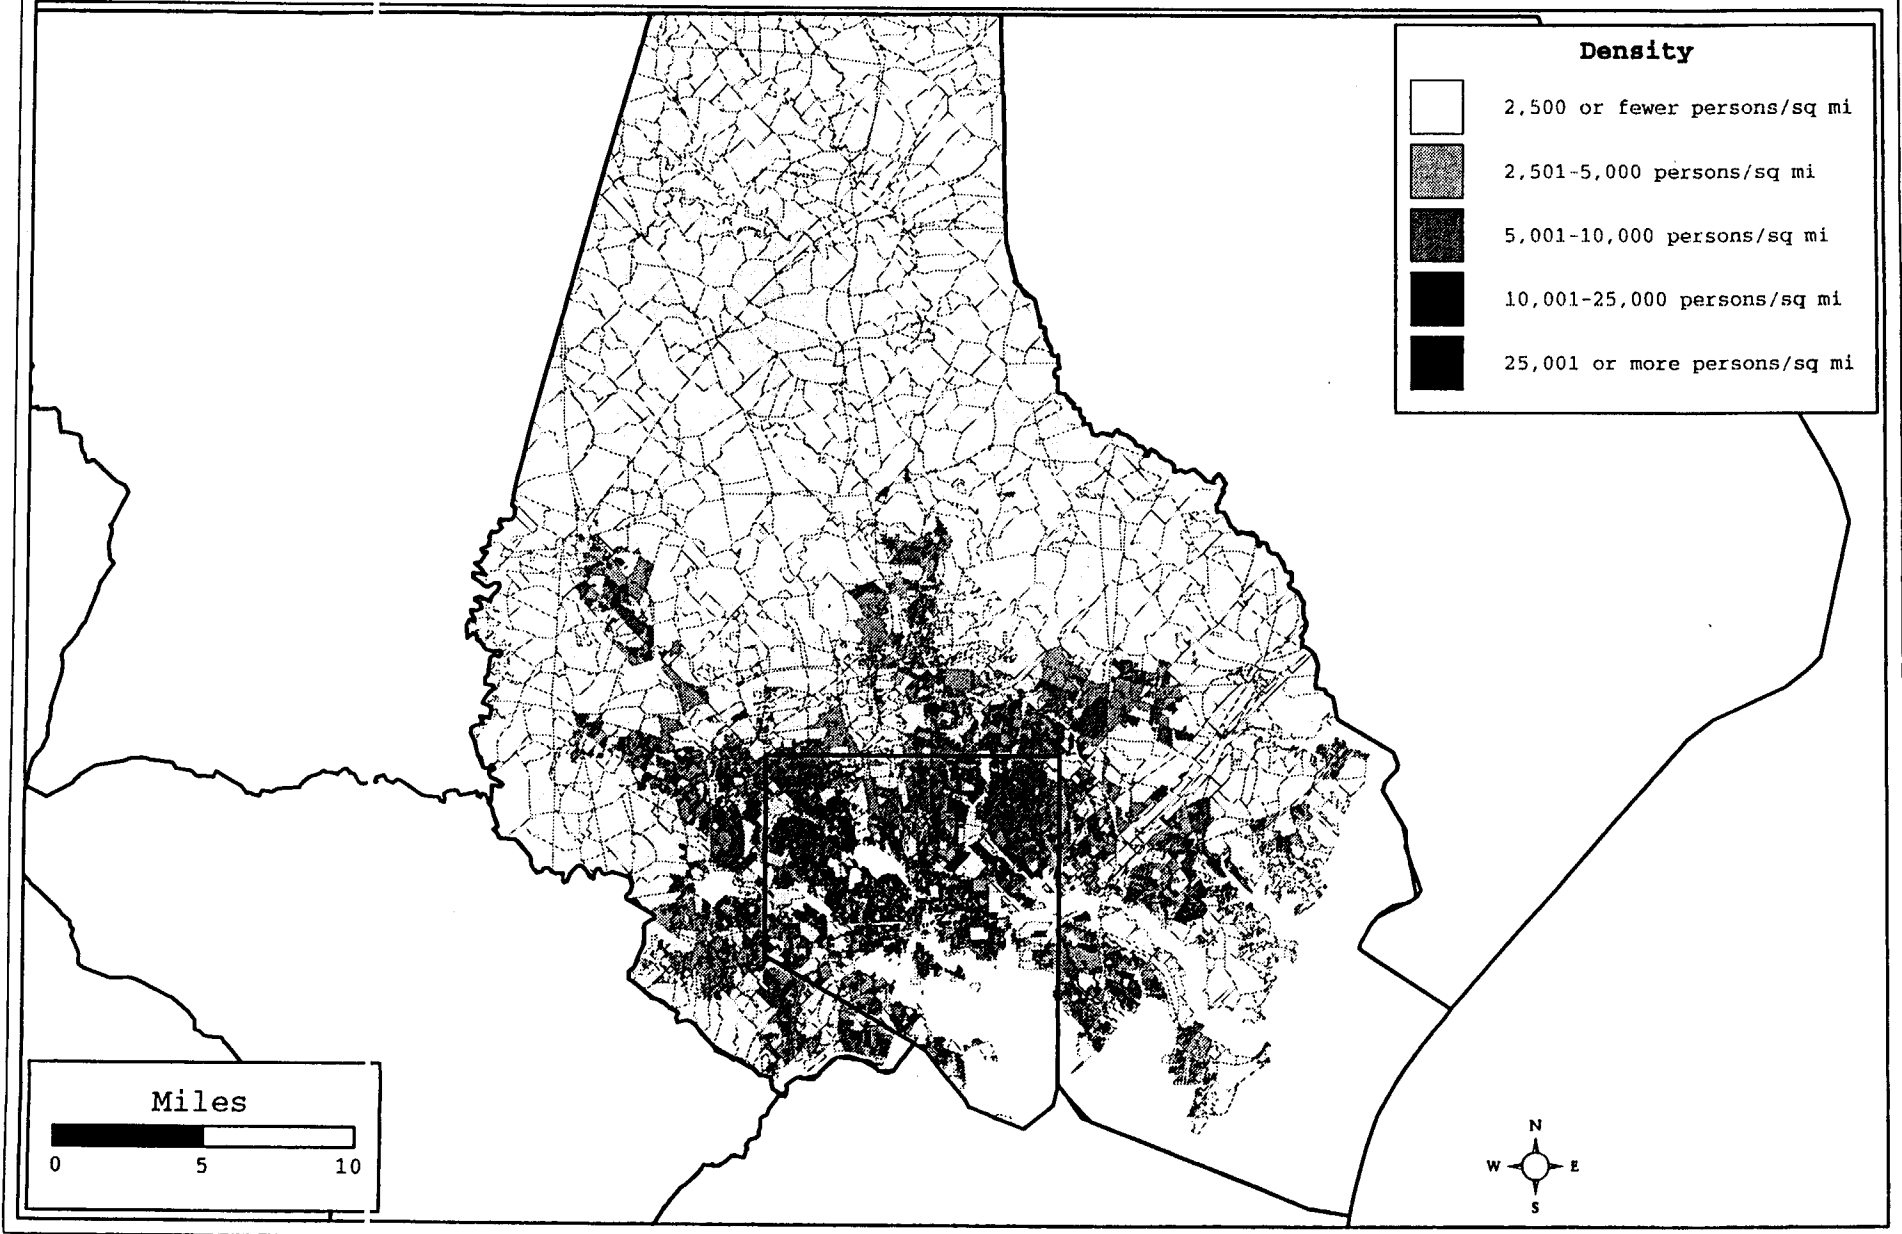 Density
2,500 or fewer persons/sq mi
2,501-5,000 persons/sq mi
5,001-10,000 persons/sq mi
10,001-25,000 persons/sq mi
25,001 or more persons/sq mi
Miles
0 5 10
N
W E
S